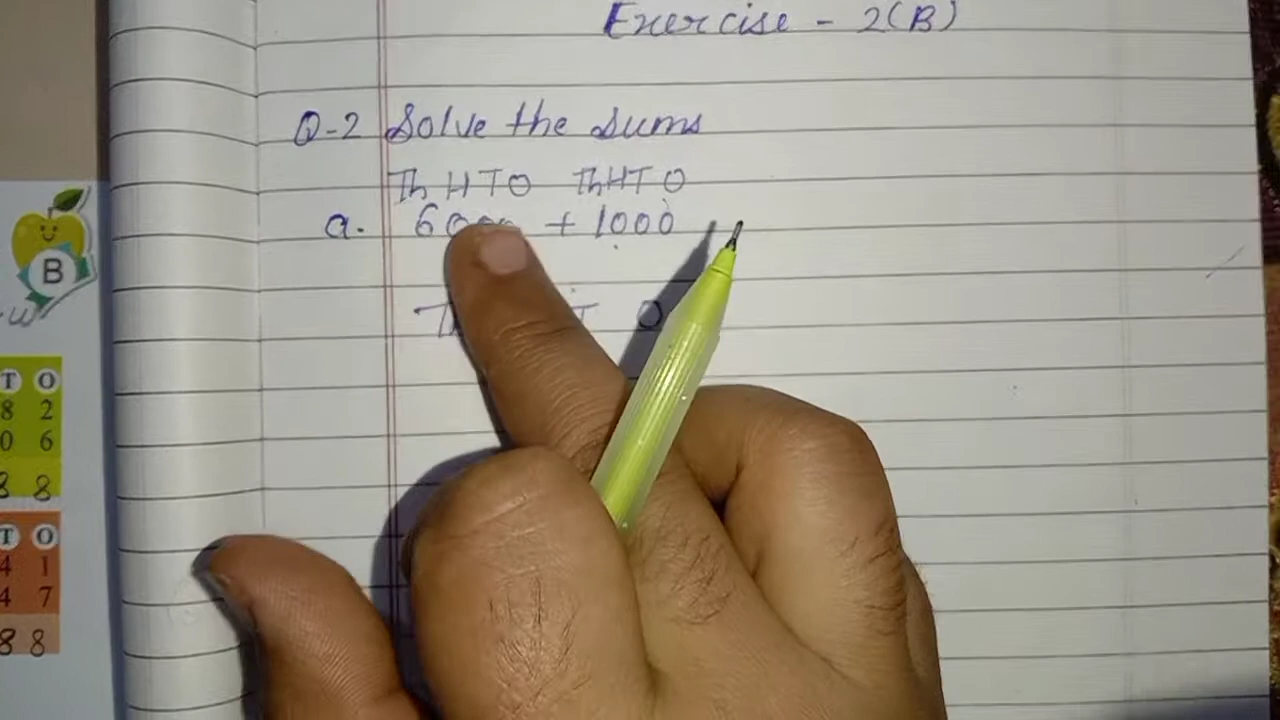 Exercise - 2(B)
Q-2 Solve the Sums
Th H T O Th H T O
a. 6000 + 1000
T O
B
T O
8 2
0 6
8 8
T O
4 1
4 7
8 8